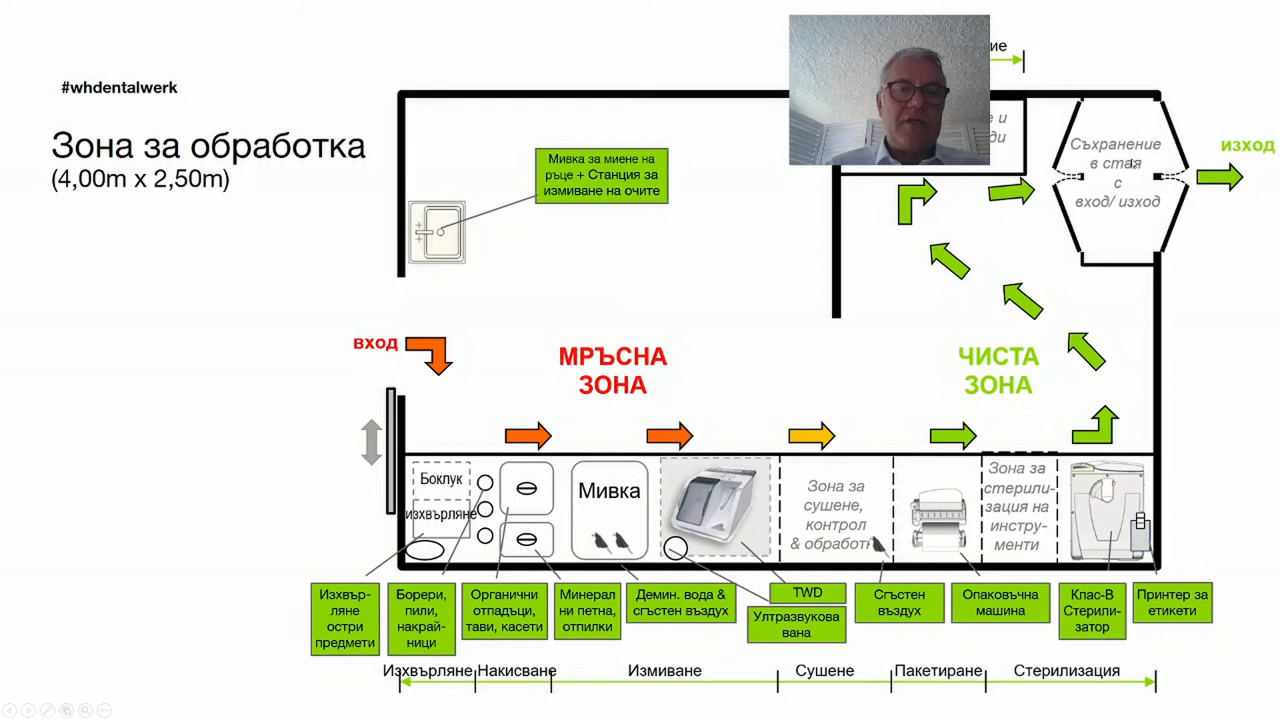 #whdentalwerk
Зона за обработка
(4,00m x 2,50m)
Мивка за миене на
ръце + Станция за
измиване на очите
Съхранение
в стая
с
вход/ изход
изход
вход
МРЪСНА
ЗОНА
ЧИСТА
ЗОНА
Боклук
изхвърляне
Мивка
Зона за
сушене,
контрол
Зона за
стерили-
зация на
инстру-
менти
Изхвър-
ляне
остри
предмети
Борери,
пили,
накрай-
ници
Органични
отпадъци,
тави, касети
Минерал
ни петна,
отпилки
Демин. вода &
сгъстен въздух
TWD
Ултразвукова
вана
Сгъстен
въздух
Опаковъчна
машина
Клас-B
Стерили-
затор
Принтер за
етикети
Изхвърляне
Накисване
Измиване
Сушене
Пакетиране
Стерилизация